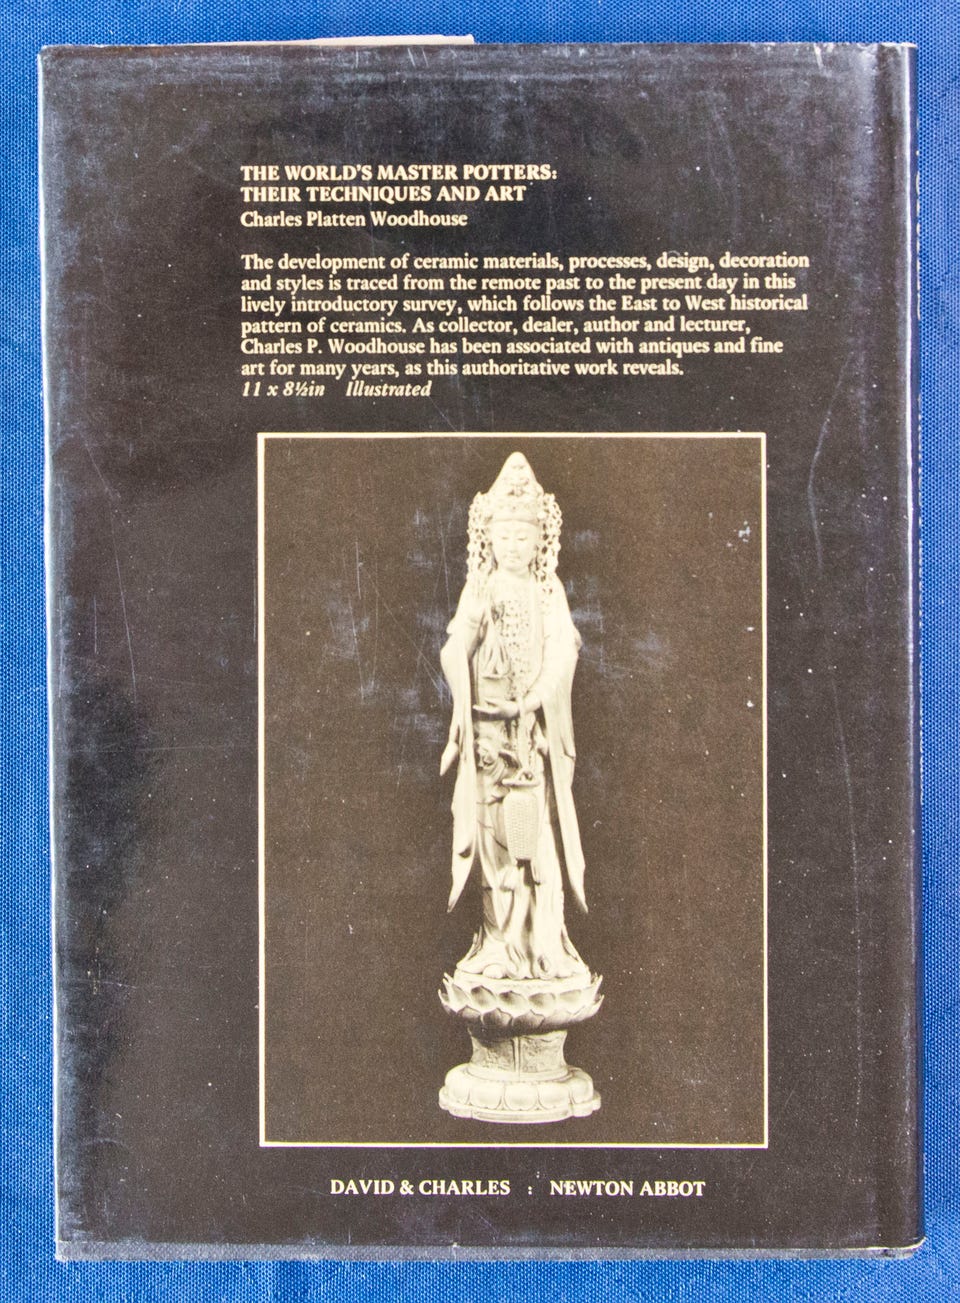 THE WORLD'S MASTER POTTERS:
THEIR TECHNIQUES AND ART
Charles Platten Woodhouse
The development of ceramic materials, processes, design, decoration
and styles is traced from the remote past to the present day in this
lively introductory survey, which follows the East to West historical
pattern of ceramics. As collector, dealer, author and lecturer,
Charles P. Woodhouse has been associated with antiques and fine
art for many years, as this authoritative work reveals.
11 x 8½in Illustrated
DAVID & CHARLES : NEWTON ABBOT